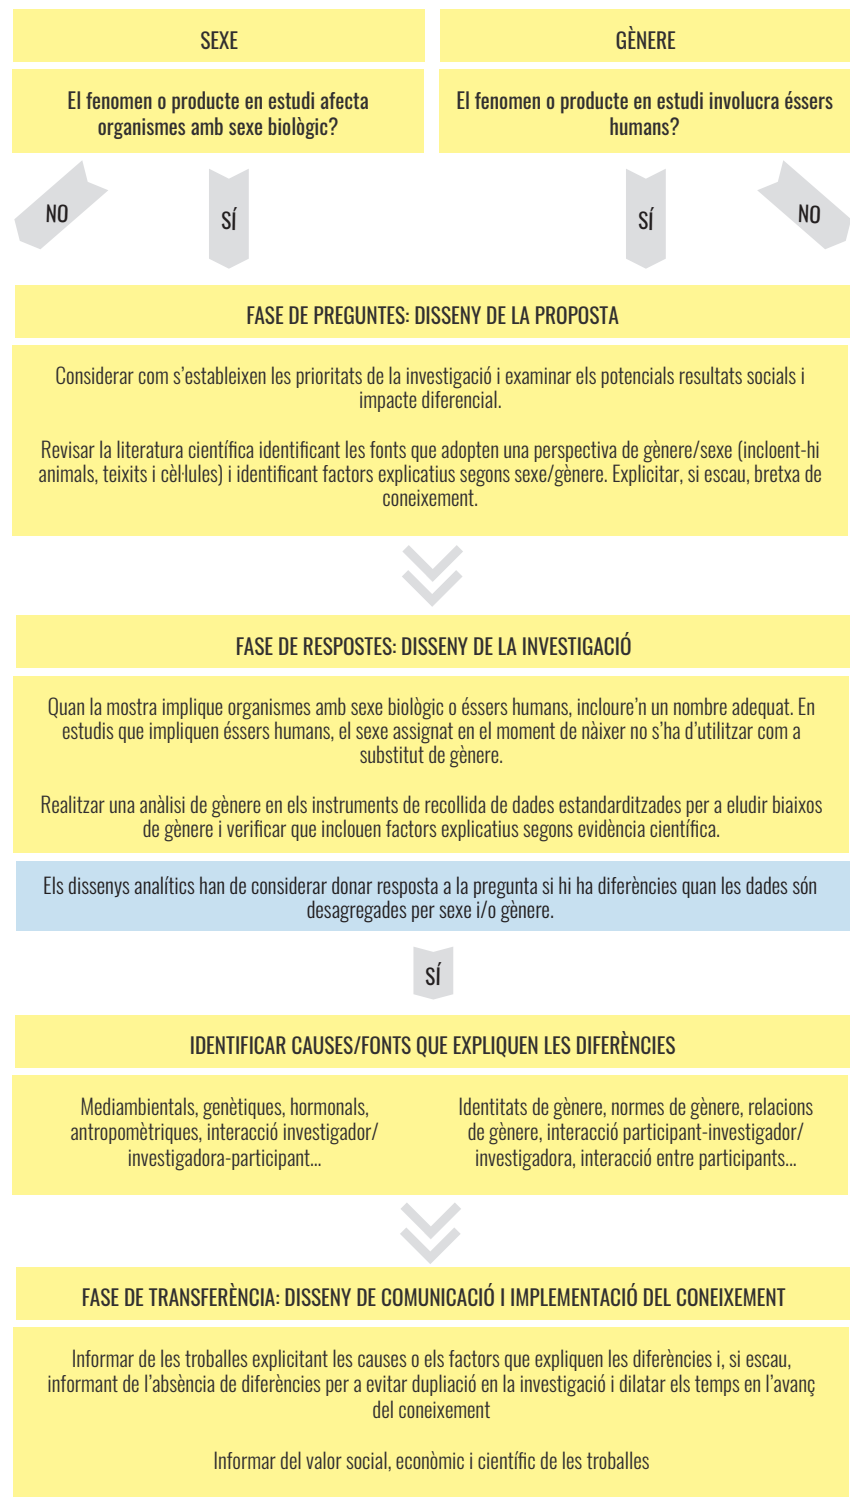 SEXE
GÈNERE
El fenomen o producte en estudi afecta
organismes amb sexe biològic?
El fenomen o producte en estudi involucra éssers
humans?
NO
SÍ
SÍ
NO
FASE DE PREGUNTES: DISSENY DE LA PROPOSTA
Considerar com s’estableixen les prioritats de la investigació i examinar els potencials resultats socials i
impacte diferencial.
Revisar la literatura científica identificant les fonts que adopten una perspectiva de gènere/sexe (incloent-hi
animals, teixits i cèl·lules) i identificant factors explicatius segons sexe/gènere. Explicitar, si escau, bretxa de
coneixement.
FASE DE RESPOSTES: DISSENY DE LA INVESTIGACIÓ
Quan la mostra implique organismes amb sexe biològic o éssers humans, incloure’n un nombre adequat. En
estudis que impliquen éssers humans, el sexe assignat en el moment de nàixer no s’ha d’utilitzar com a
substitut de gènere.
Realitzar una anàlisi de gènere en els instruments de recollida de dades estandarditzades per a eludir biaixos
de gènere i verificar que inclouen factors explicatius segons evidència científica.
Els dissenys analítics han de considerar donar resposta a la pregunta si hi ha diferències quan les dades són
desagregades per sexe i/o gènere.
SÍ
IDENTIFICAR CAUSES/FONTS QUE EXPLIQUEN LES DIFERÈNCIES
Mediambientals, genètiques, hormonals,
antropomètriques, interacció investigador/
investigadora-participant...
Identitats de gènere, normes de gènere, relacions
de gènere, interacció participant-investigador/
investigadora, interacció entre participants...
FASE DE TRANSFERÈNCIA: DISSENY DE COMUNICACIÓ I IMPLEMENTACIÓ DEL CONEIXEMENT
Informar de les troballes explicitant les causes o els factors que expliquen les diferències i, si escau,
informant de l’absència de diferències per a evitar dupliació en la investigació i dilatar els temps en l’avanç
del coneixement
Informar del valor social, econòmic i científic de les troballes